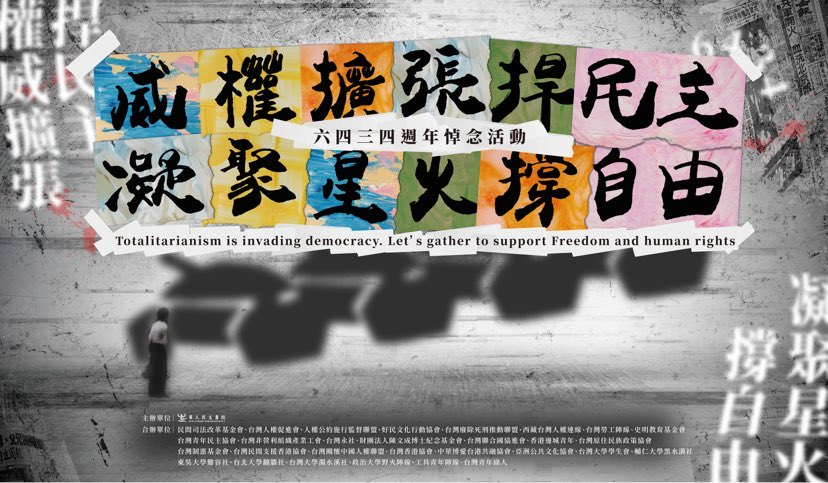 捍民主
權威擴張
威權擴張捍民主
六四三四週年悼念活動
凝聚星火撐自由
Totalitarianism is invading democracy. Let's gather to support Freedom and human rights
凝聚星火
撐自由
主辦單位｜華人民主書院
合辦單位｜民間司法改革基金會、台灣人權促進會、人權公約施行監督聯盟、好民文化行動協會、台灣廢除死刑推動聯盟、西藏台灣人權連線、台灣勞工陣線、史明教育基金會
台灣青年民主協會、台灣非營利組織產業工會、台灣永社、財團法人陳文成博士紀念基金會、台灣聯合國協進會、香港邊城青年、台灣原住民族政策協會
台灣制憲基金會、台灣民間支援香港協會、台灣關懷中國人權聯盟、台灣香港協會、中華博愛台港共融協會、亞洲公共文化協會、台灣大學學生會、輔仁大學黑水溝社
東吳大學㵟容社、台北大學翻牆社、台灣大學濁水溪社、政治大學野火陣線、工具青年陣線、台灣青年緯人